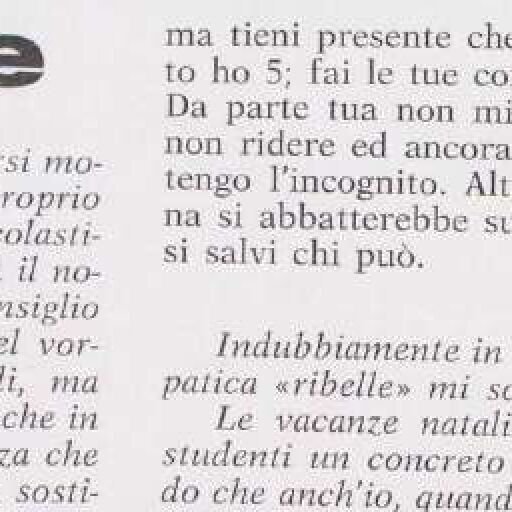 e
rsi mo-
roprio
colasti-
il no-
nsiglio
el vor-
li, ma
che in
za che
sosti-
ma tieni presente che
to ho 5; fai le tue co
Da parte tua non mi
non ridere ed ancora
tengo l'incognito. Alt
na si abbatterebbe su
si salvi chi può.
Indubbiamente in
patica «ribelle» mi so
Le vacanze natali
studenti un concreto
do che anch'io, quand